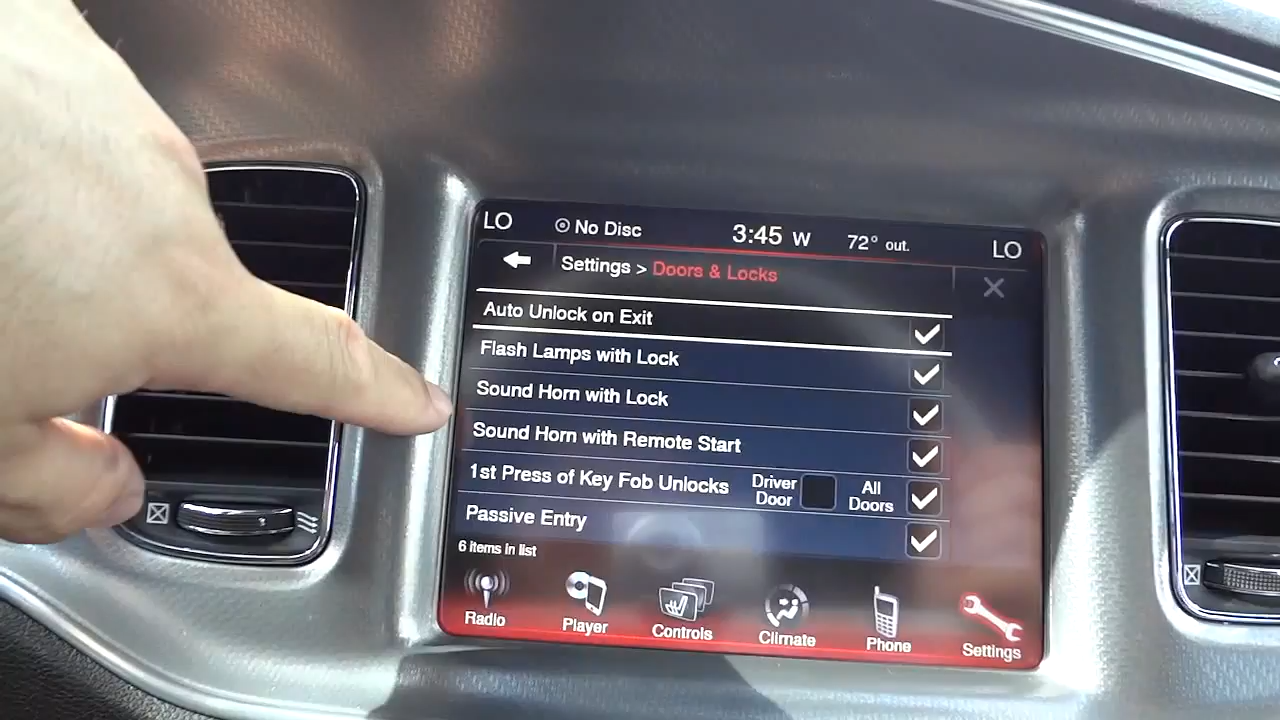 LO No Disc 3:45 W 72° out. LO
Settings > Doors & Locks
Auto Unlock on Exit
Flash Lamps with Lock
Sound Horn with Lock
Sound Horn with Remote Start
1st Press of Key Fob Unlocks Driver Door All Doors
Passive Entry
6 items in list
Radio Player Controls Climate Phone Settings